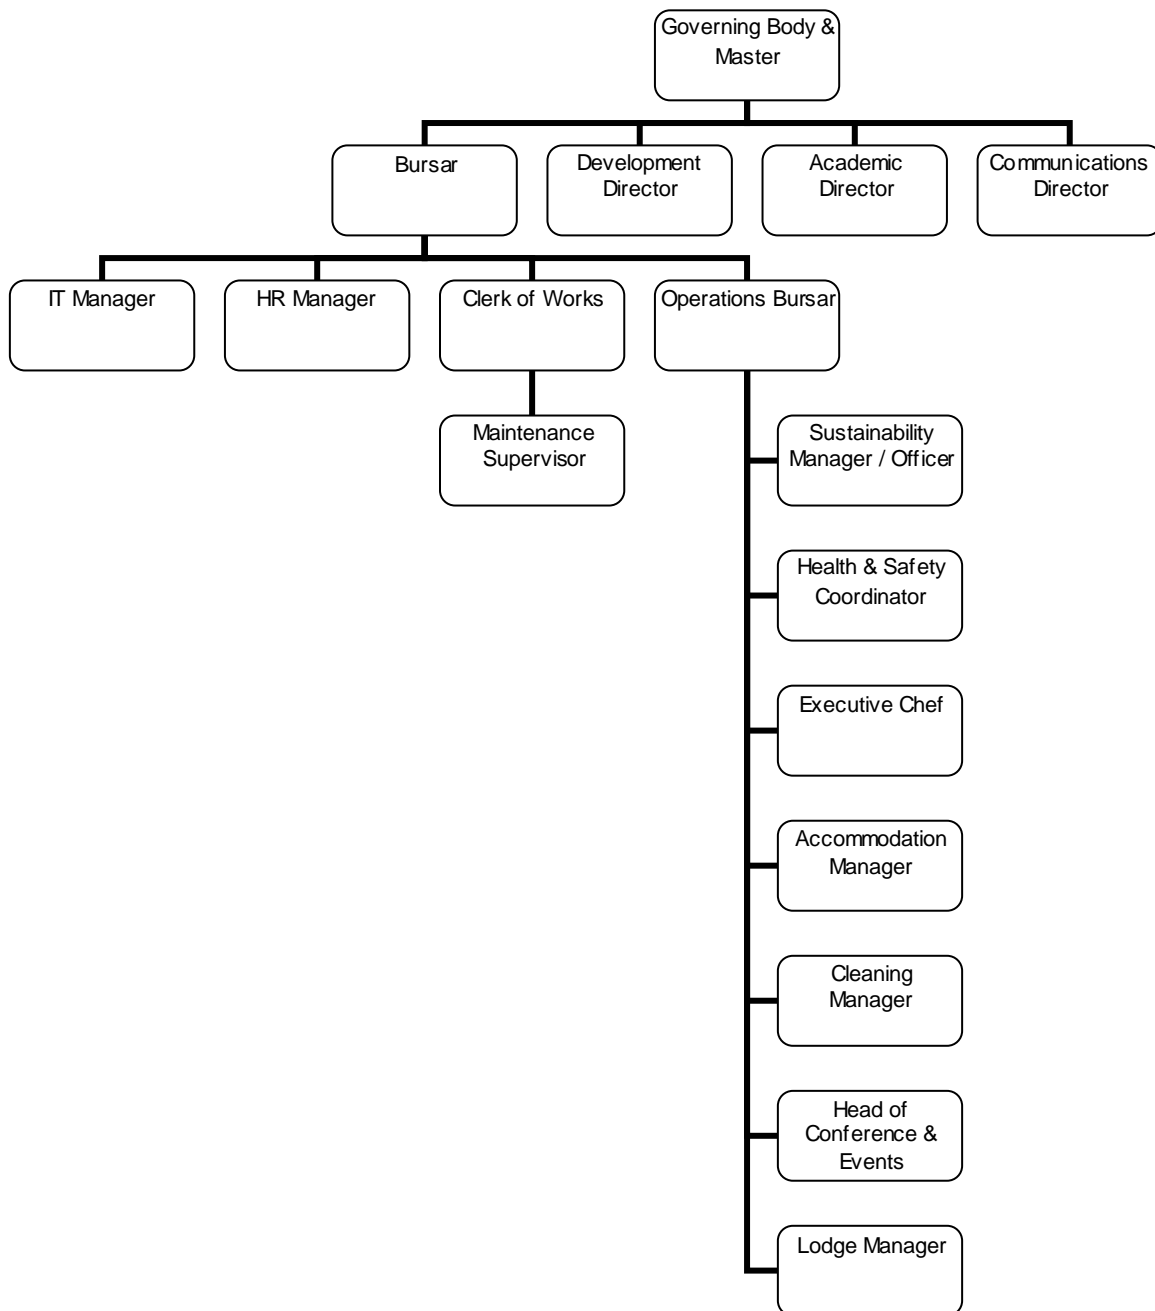 Governing Body &
Master
Bursar
Development
Director
Academic
Director
Communications
Director
IT Manager
HR Manager
Clerk of Works
Operations Bursar
Maintenance
Supervisor
Sustainability
Manager / Officer
Health & Safety
Coordinator
Executive Chef
Accommodation
Manager
Cleaning
Manager
Head of
Conference &
Events
Lodge Manager